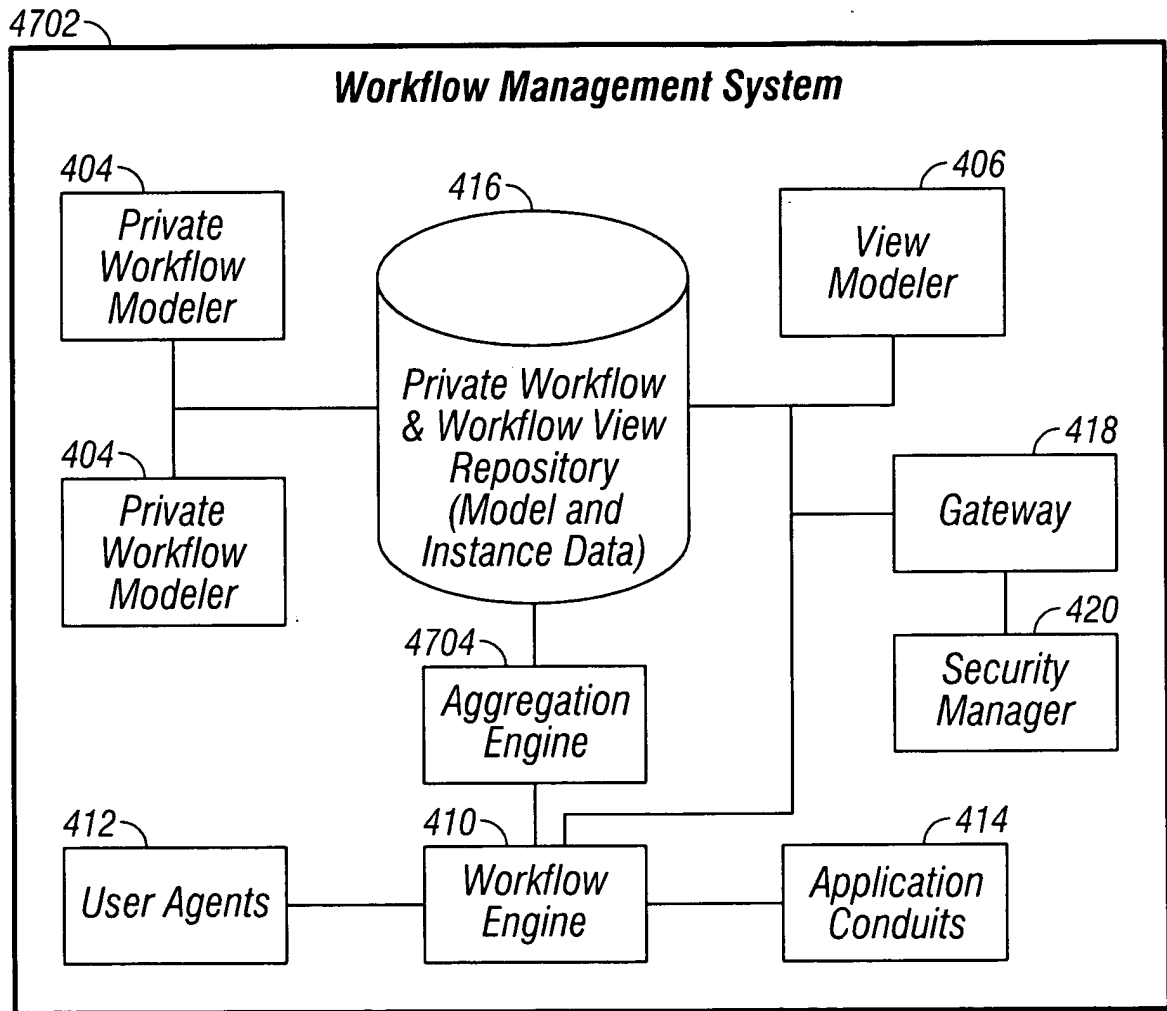 4702
Workflow Management System
404
Private
Workflow
Modeler
416
406
View
Modeler
Private Workflow
& Workflow View
Repository
(Model and
Instance Data)
404
Private
Workflow
Modeler
418
Gateway
420
Security
Manager
4704
Aggregation
Engine
412
User Agents
410
Workflow
Engine
414
Application
Conduits